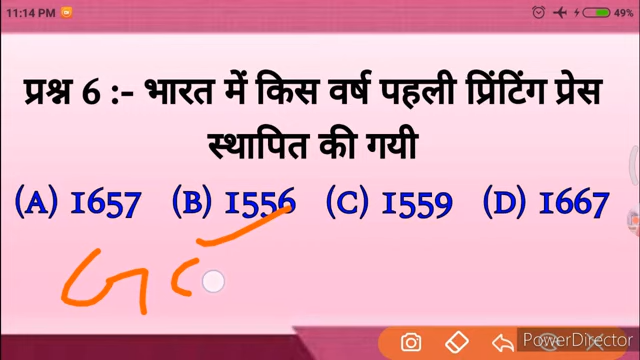 11:14 PM
49%
प्रश्न 6 :- भारत में किस वर्ष पहली प्रिंटिंग प्रेस
स्थापित की गयी
(A) 1657 (B) 1556 (C) 1559 (D) 1667
PowerDirector